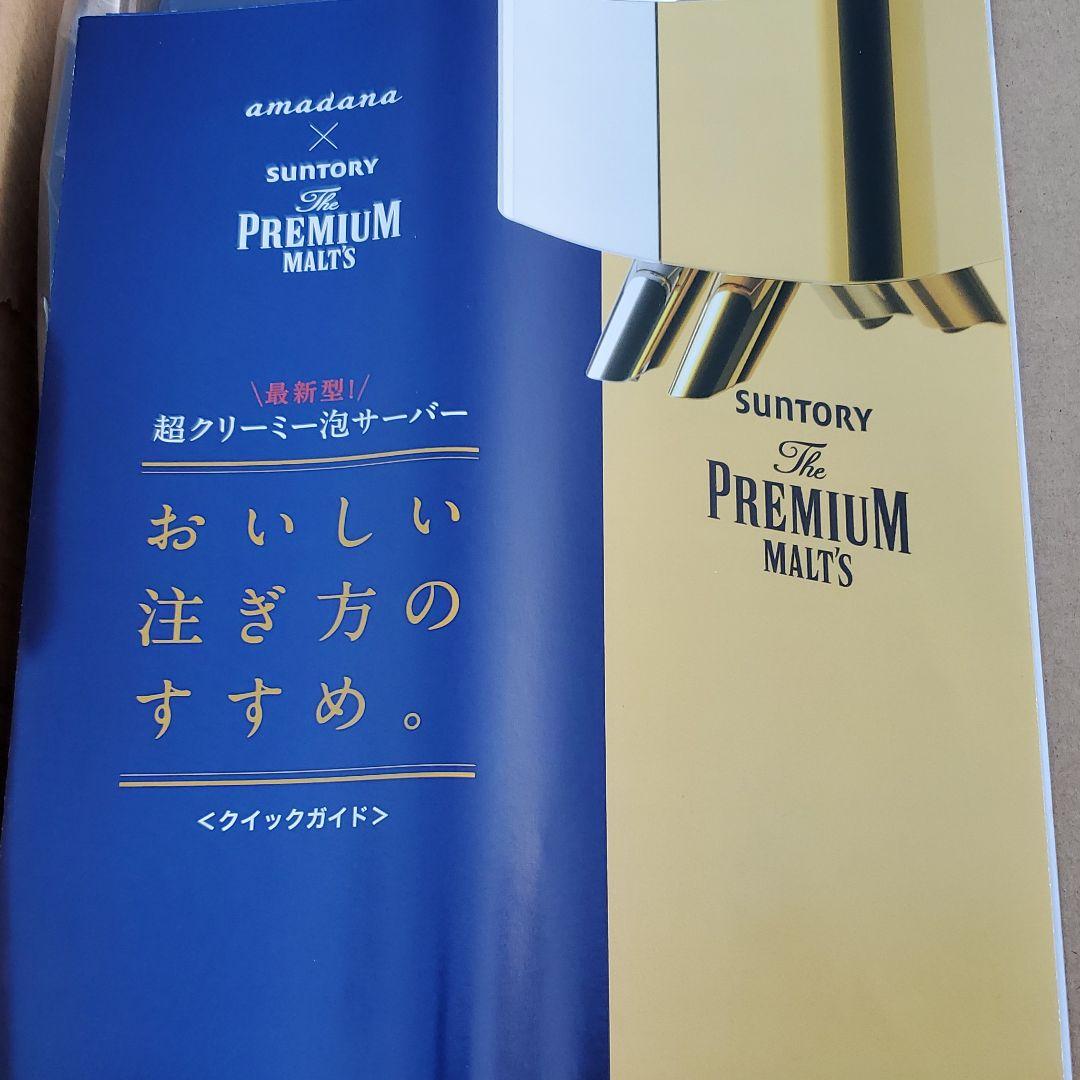 amadana
×
SUNTORY
The
PREMIUM
MALT'S
\最新型!/
超クリーミー泡サーバー
おいしい
注ぎ方の
すすめ。
<クイックガイド>
SUNTORY
The
PREMIUM
MALT'S